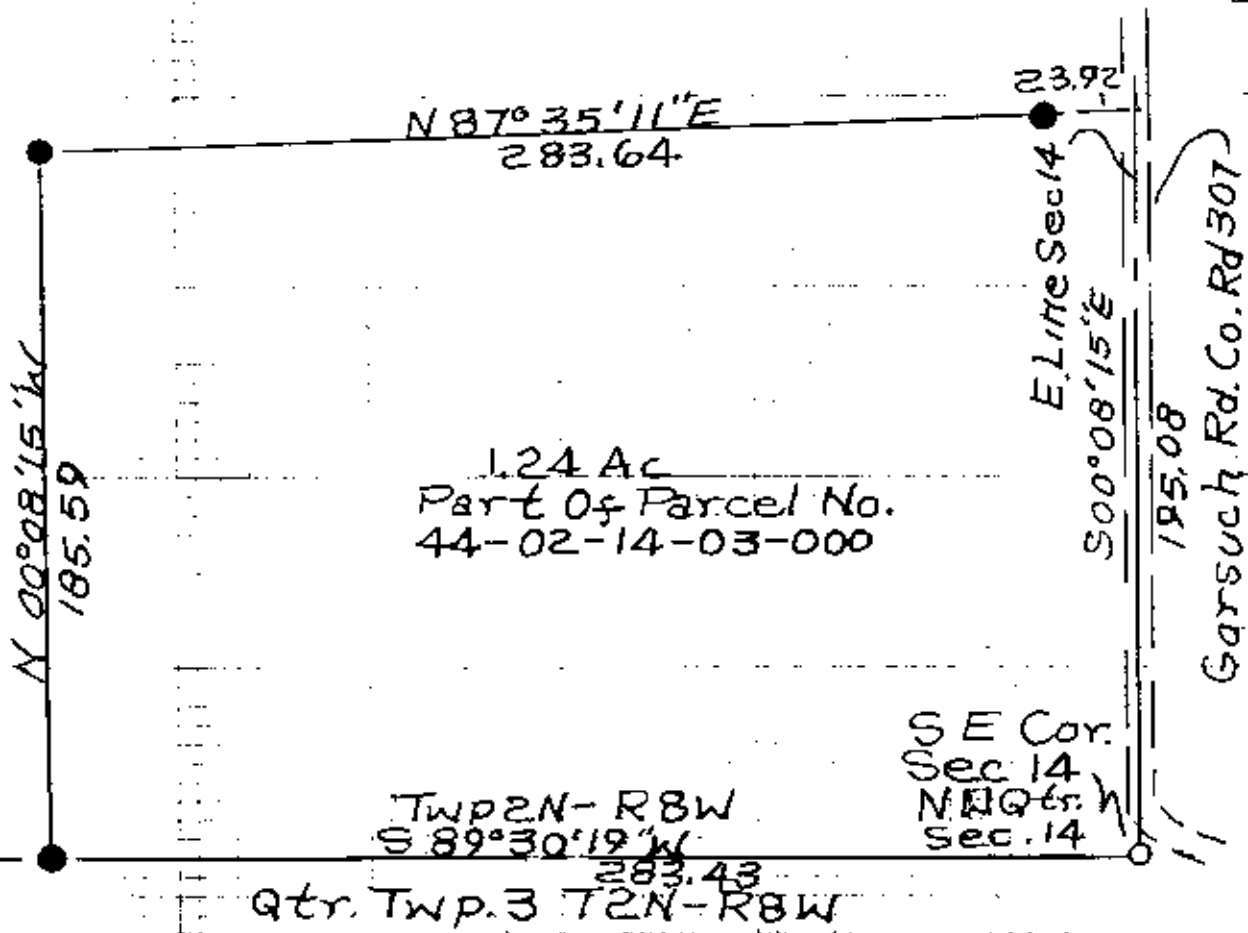 23.92
N 87° 35' 11" E
283.64
E. Line Sec 14
S 00° 08' 15" E
195.08
Garsuch Rd. Co. Rd 307
N 00° 08' 15" W
185.59
1.24 Ac
Part Of Parcel No.
44-02-14-03-000
S E Cor.
Sec 14
Qtr.
Sec. 14
Twp 2N - R8W
S 89° 30' 19" W
283.43
Qtr. Twp. 3 T2N-R8W